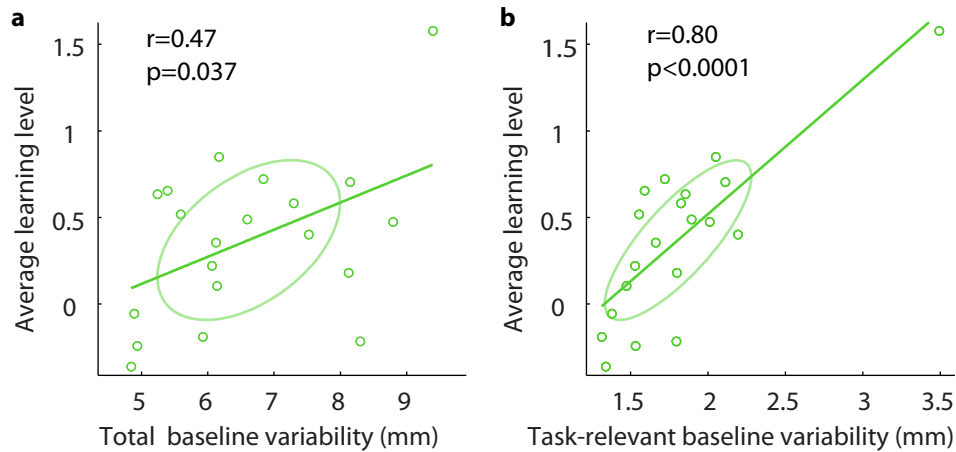 a
r=0.47
p=0.037
1.5
1
0.5
0
Average learning level
5 6 7 8 9
Total baseline variability (mm)
b
r=0.80
p<0.0001
1.5
1
0.5
0
Average learning level
1.5 2 2.5 3 3.5
Task-relevant baseline variability (mm)